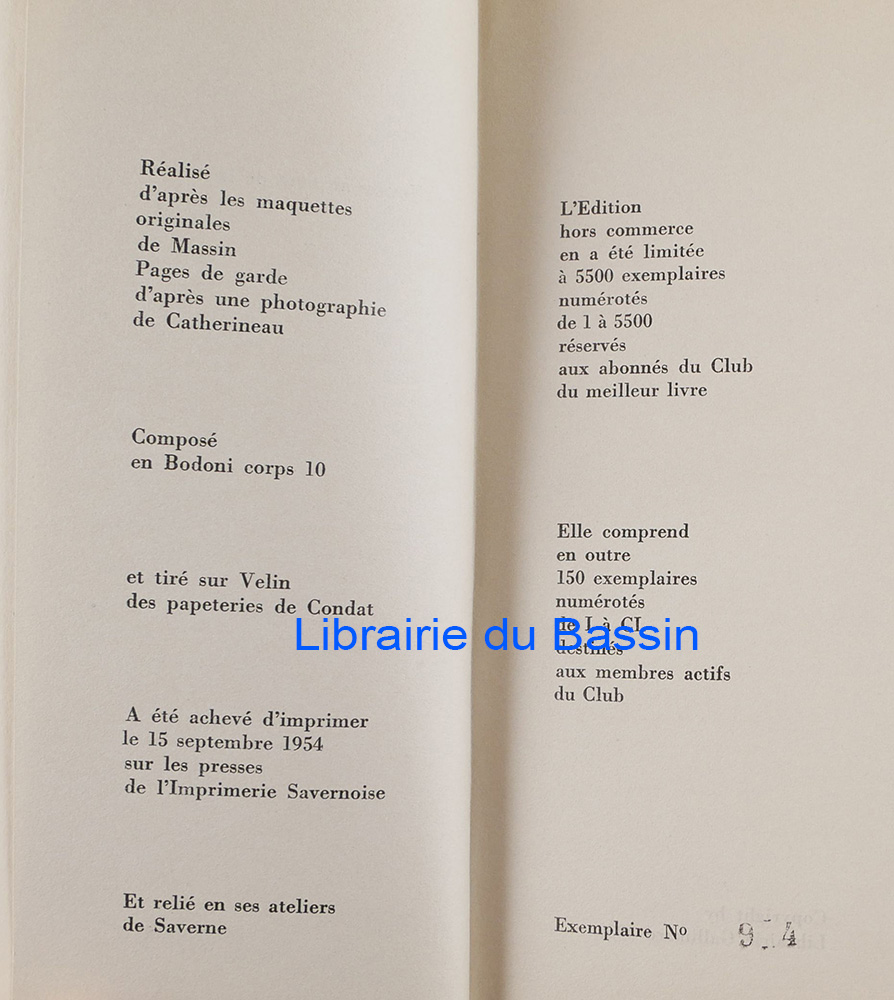 Réalisé
d'après les maquettes
originales
de Massin
Pages de garde
d'après une photographie
de Catherineau
Composé
en Bodoni corps 10
et tiré sur Velin
des papeteries de Condat
A été achevé d'imprimer
le 15 septembre 1954
sur les presses
de l'Imprimerie Savernoise
Et relié en ses ateliers
de Saverne
L'Edition
hors commerce
en a été limitée
à 5500 exemplaires
numérotés
de 1 à 5500
réservés
aux abonnés du Club
du meilleur livre
Elle comprend
en outre
150 exemplaires
numérotés
de I à CL
destinés
aux membres actifs
du Club
Exemplaire Nº
Librairie du Bassin